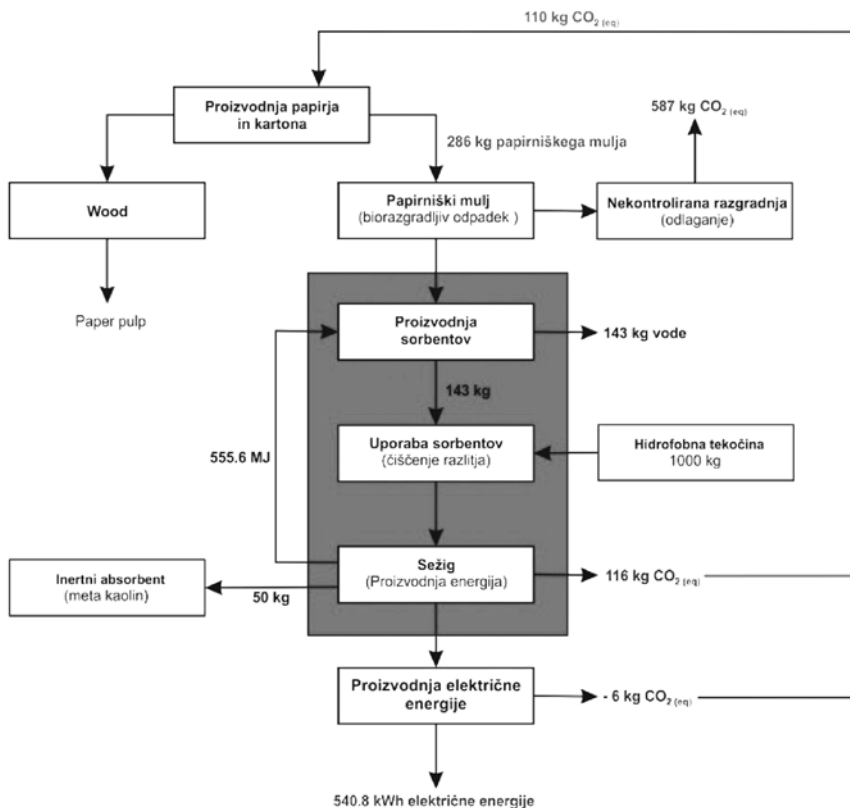 110 kg CO₂ (eq)
Proizvodnja papirja
in kartona
587 kg CO₂ (eq)
286 kg papirniškega mulja
Wood
Papirniški mulj
(biorazgradljiv odpadek )
Nekontrolirana razgradnja
(odlaganje)
Paper pulp
Proizvodnja
sorbentov
143 kg vode
143 kg
555.6 MJ
Uporaba sorbentov
(čiščenje razlitja)
Hidrofobna tekočina
1000 kg
Inertni absorbent
(meta kaolin)
50 kg
Sežig
(Proizvodnja energija)
116 kg CO₂ (eq)
Proizvodnja električne
energije
- 6 kg CO₂ (eq)
540.8 kWh električne energije